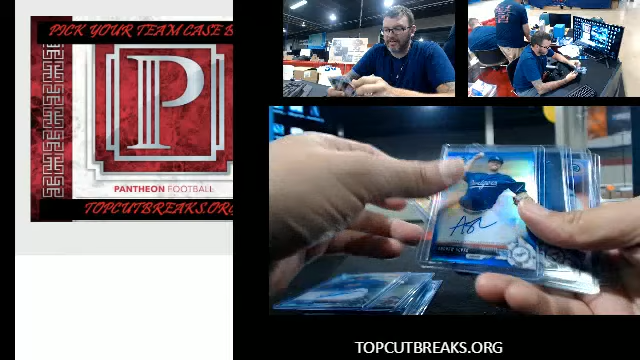 PICK YOUR TEAM CASE B
P
PANTHEON FOOTBALL
TOPCUTBREAKS.ORG
TOPCUTBREAKS.ORG